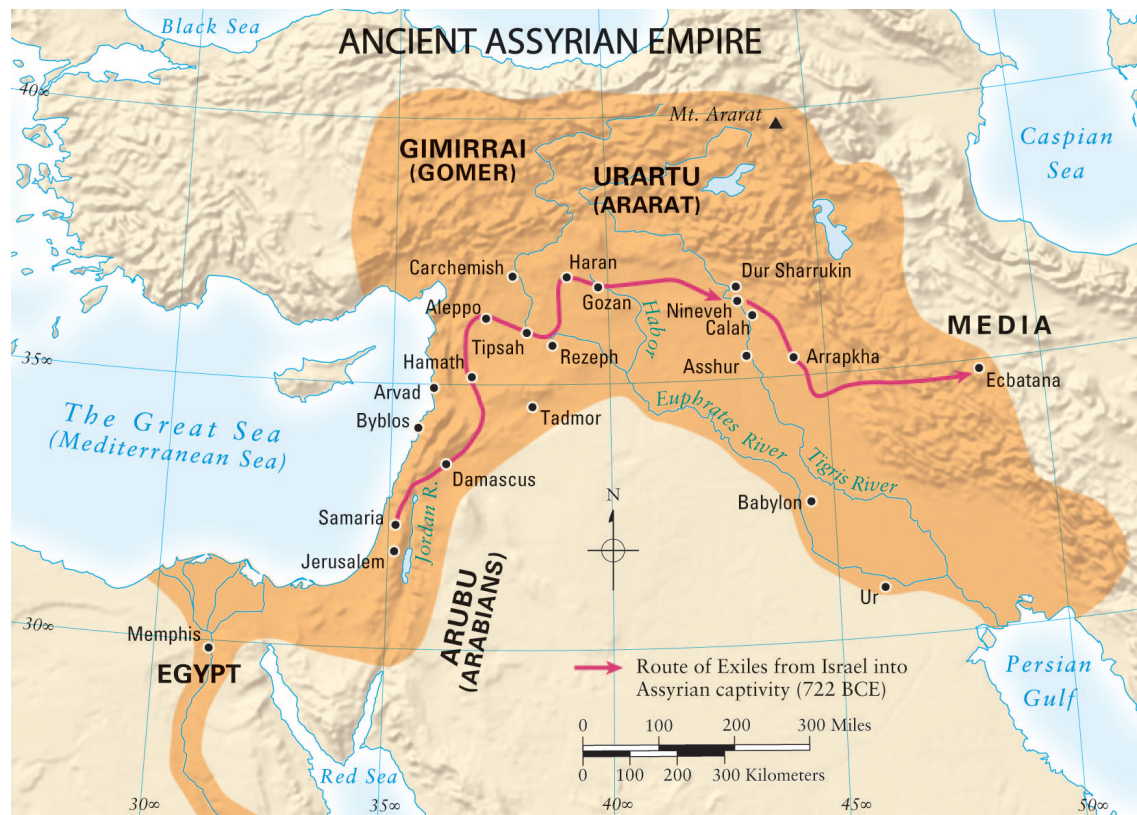 Black Sea
ANCIENT ASSYRIAN EMPIRE
40∞
Mt. Ararat
Caspian
Sea
GIMIRRAI
(GOMER)
URARTU
(ARARAT)
Carchemish
Haran
Dur Sharrukin
Gozan
Aleppo
Nineveh
Habor
Calah
MEDIA
Tipsah
Rezeph
35∞
Hamath
Asshur
Arrapkha
Ecbatana
Arvad
The Great Sea
(Mediterranean Sea)
Byblos
Tadmor
Euphrates River
Tigris River
Damascus
Babylon
N
Samaria
Jordan R.
Jerusalem
Ur
ARUBU
(ARABIANS)
30∞
Memphis
EGYPT
Route of Exiles from Israel into
Assyrian captivity (722 BCE)
Persian
Gulf
0 100 200 300 Miles
0 100 200 300 Kilometers
Red Sea
30∞ 35∞ 40∞ 45∞ 50∞